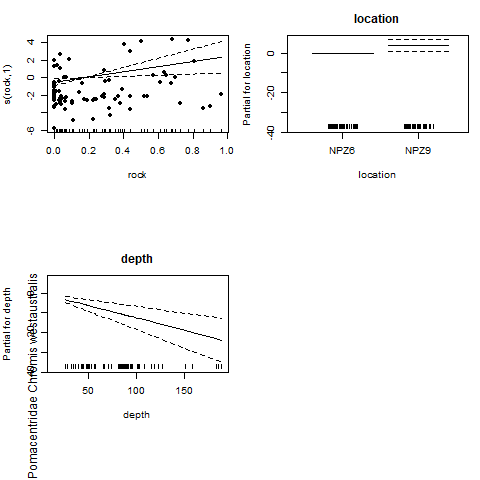 s(rock,1)
4
2
0
-2
-6
0.0 0.2 0.4 0.6 0.8 1.0
rock
location
Partial for location
0
-20
-40
NPZ6 NPZ9
location
depth
Partial for depth
Pomacentridae Chromis westaustralis
50 100 150
depth